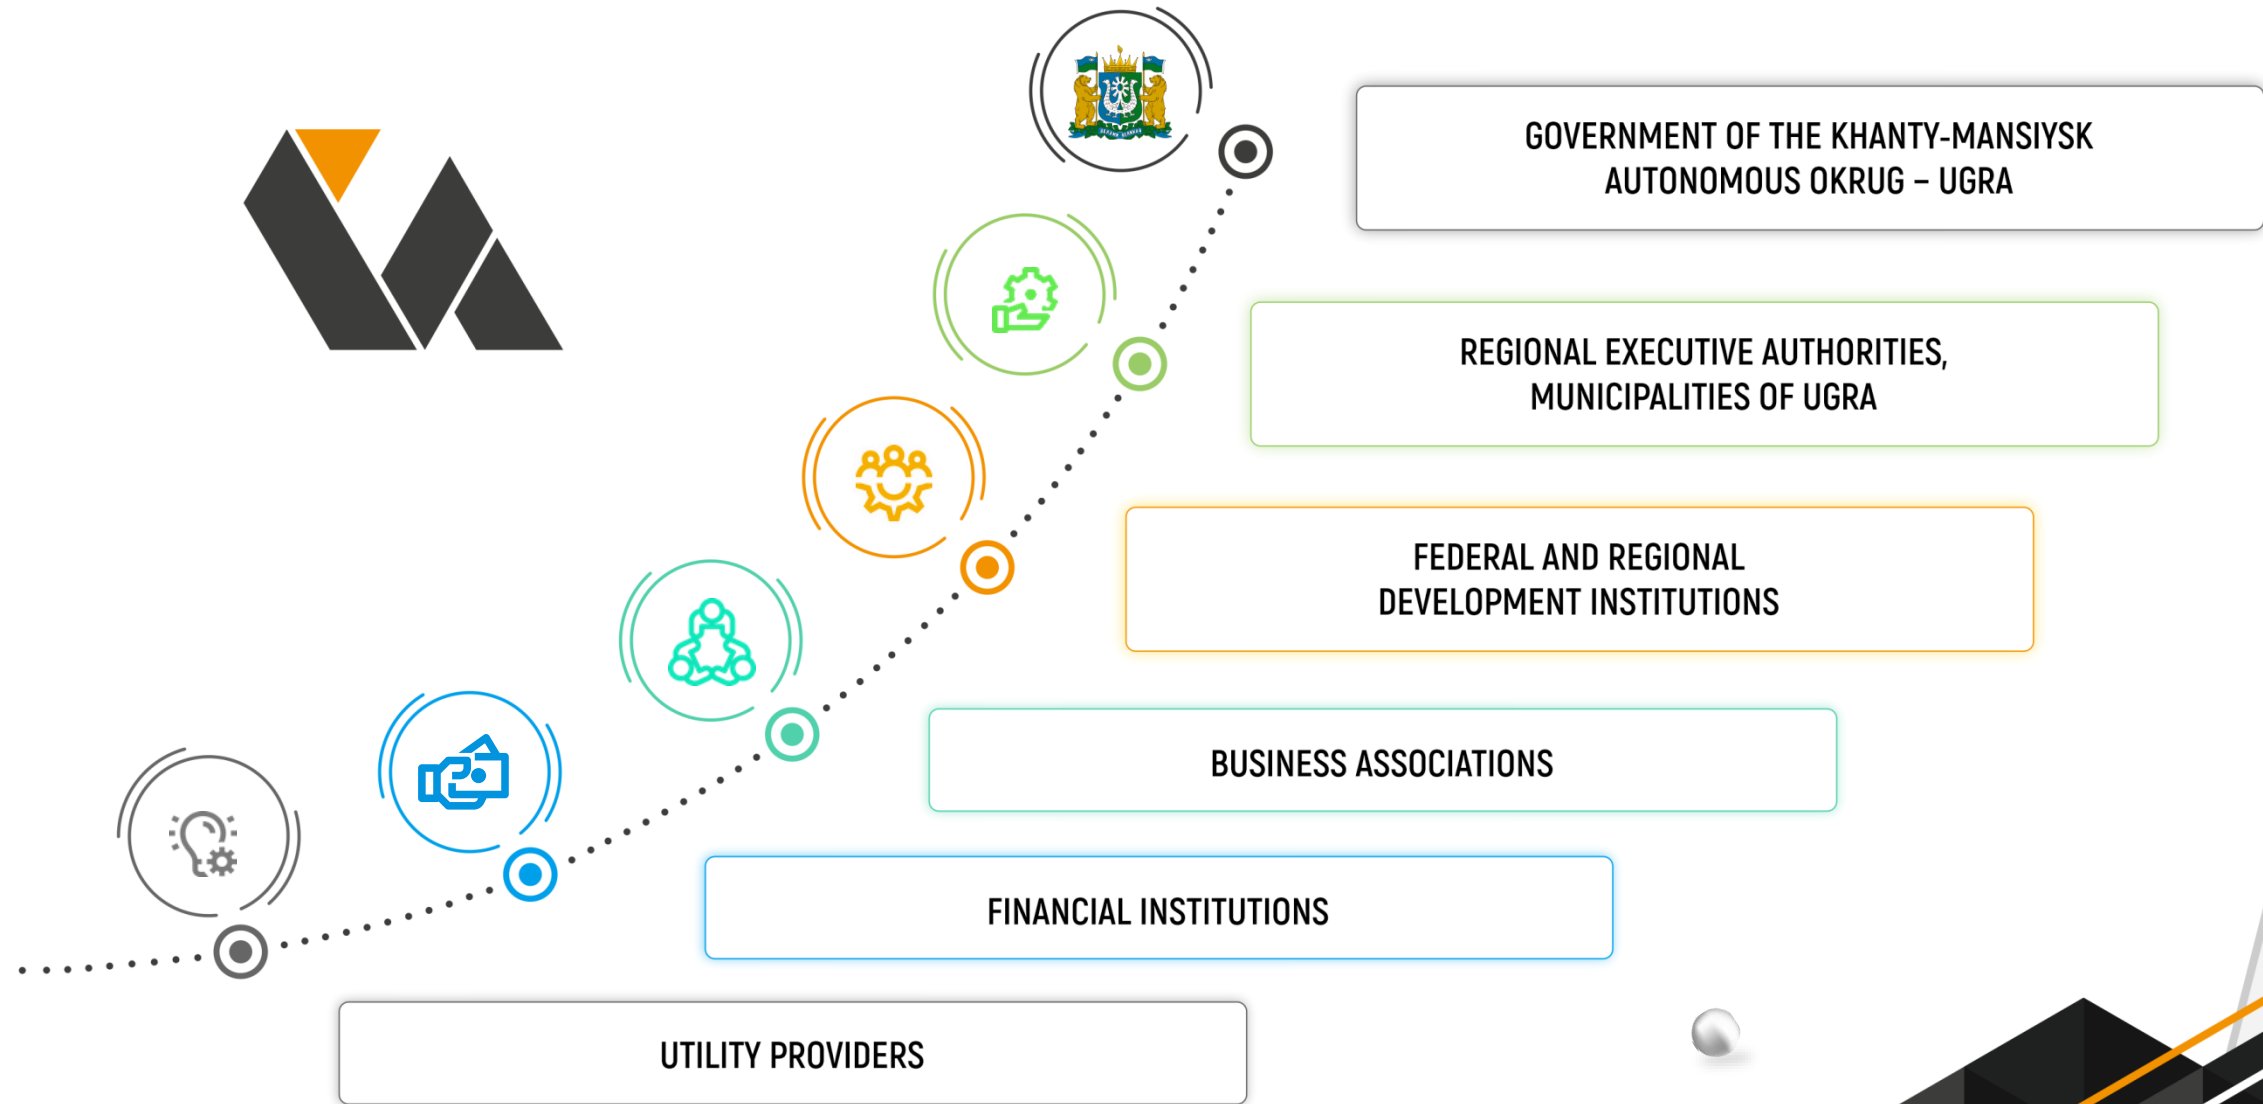 GOVERNMENT OF THE KHANTY-MANSIYSK
AUTONOMOUS OKRUG – UGRA
REGIONAL EXECUTIVE AUTHORITIES,
MUNICIPALITIES OF UGRA
FEDERAL AND REGIONAL
DEVELOPMENT INSTITUTIONS
BUSINESS ASSOCIATIONS
FINANCIAL INSTITUTIONS
UTILITY PROVIDERS